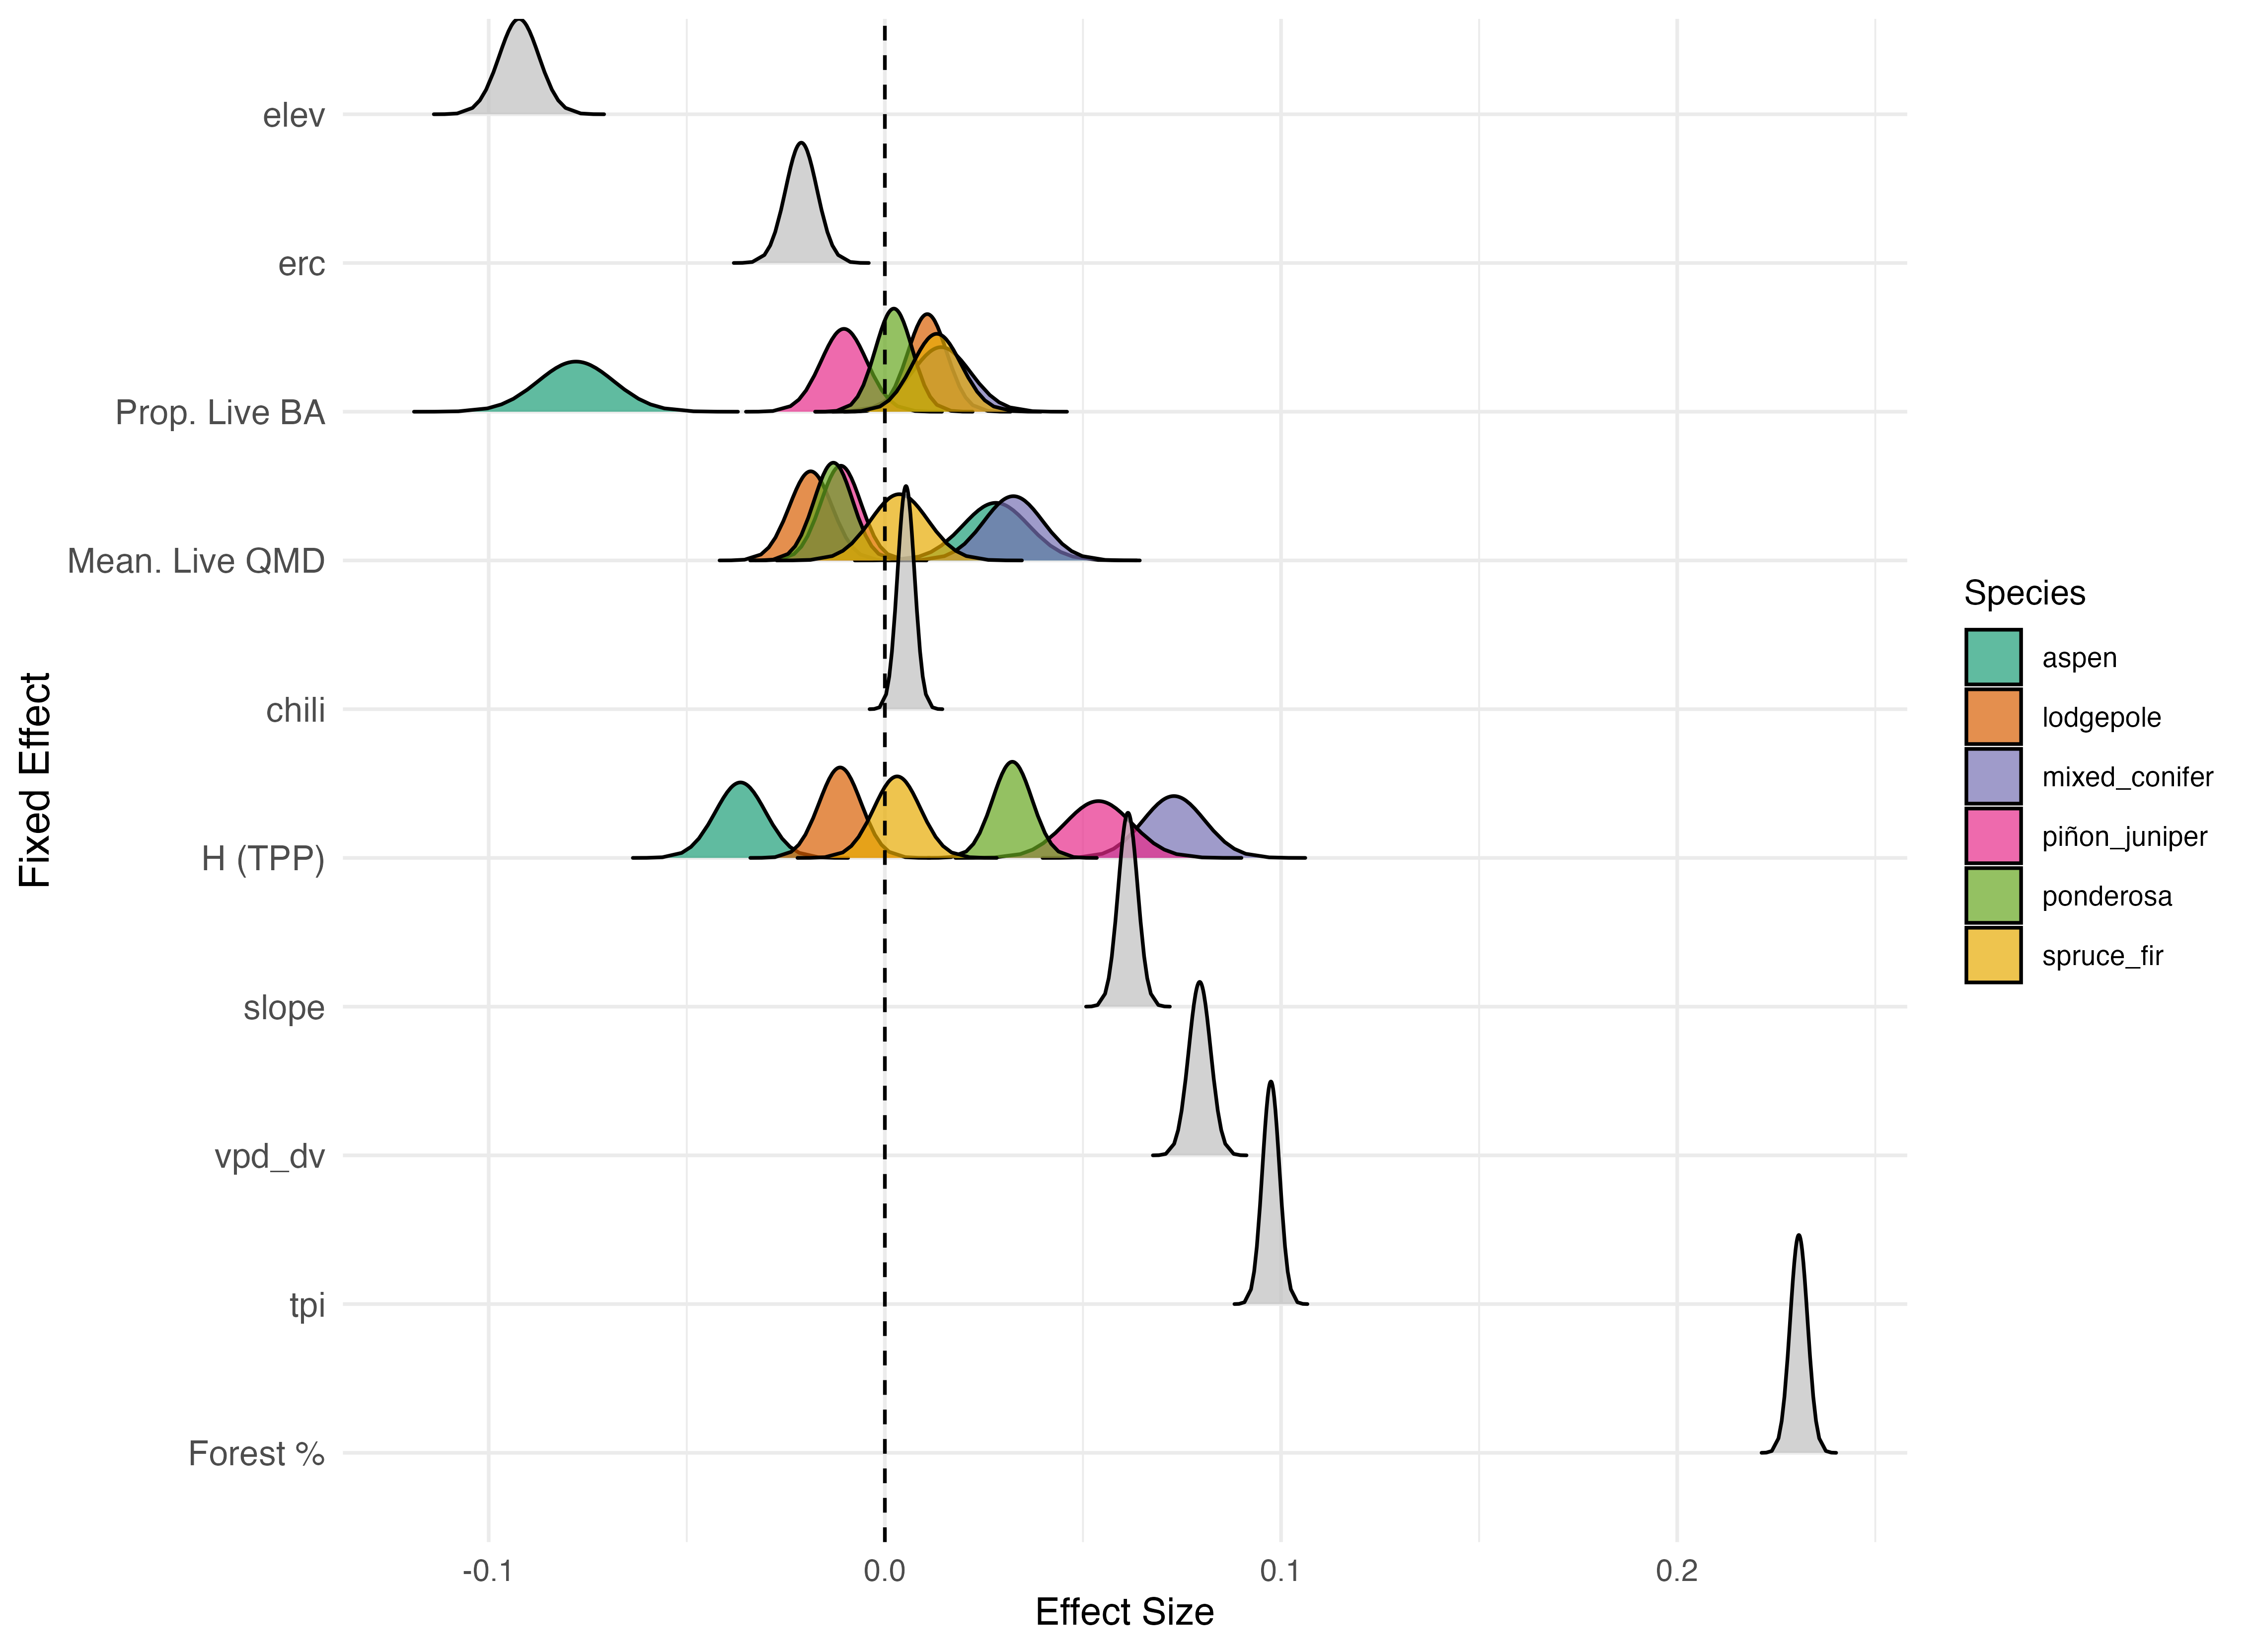 elev
erc
Prop. Live BA
Mean. Live QMD
chili
H (TPP)
slope
vpd_dv
tpi
Forest %
Fixed Effect
-0.1
0.0
0.1
0.2
Effect Size
Species
aspen
lodgepole
mixed_conifer
piñon_juniper
ponderosa
spruce_fir